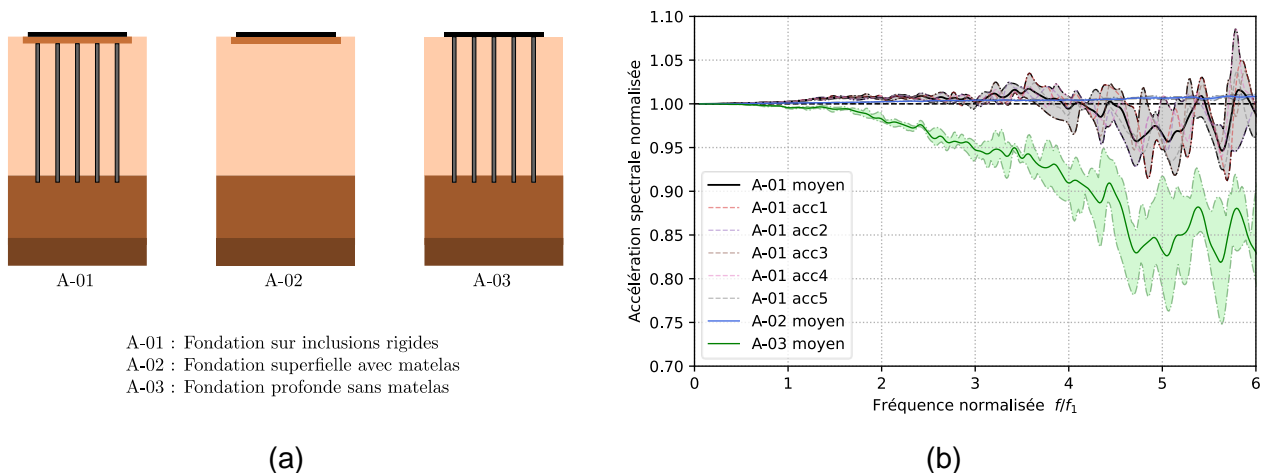 A-01
A-02
A-03
A-01 : Fondation sur inclusions rigides
A-02 : Fondation superfielle avec matelas
A-03 : Fondation profonde sans matelas
(a)
Accélération spectrale normalisée
1.10
1.05
1.00
0.95
0.90
0.85
0.80
0.75
0.70
A-01 moyen
A-01 acc1
A-01 acc2
A-01 acc3
A-01 acc4
A-01 acc5
A-02 moyen
A-03 moyen
0 1 2 3 4 5 6
Fréquence normalisée f/f₁
(b)